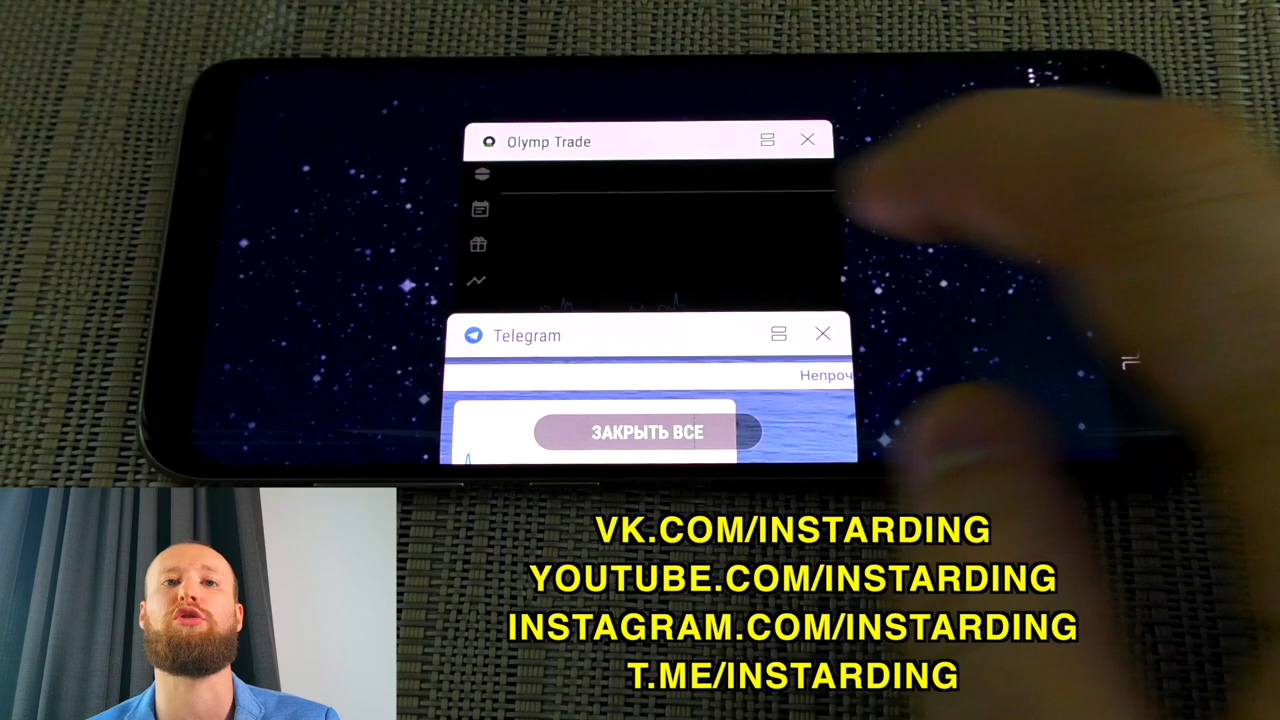 Olymp Trade
Telegram
Непроч
ЗАКРЫТЬ ВСЕ
VK.COM/INSTARDING
YOUTUBE.COM/INSTARDING
INSTAGRAM.COM/INSTARDING
T.ME/INSTARDING